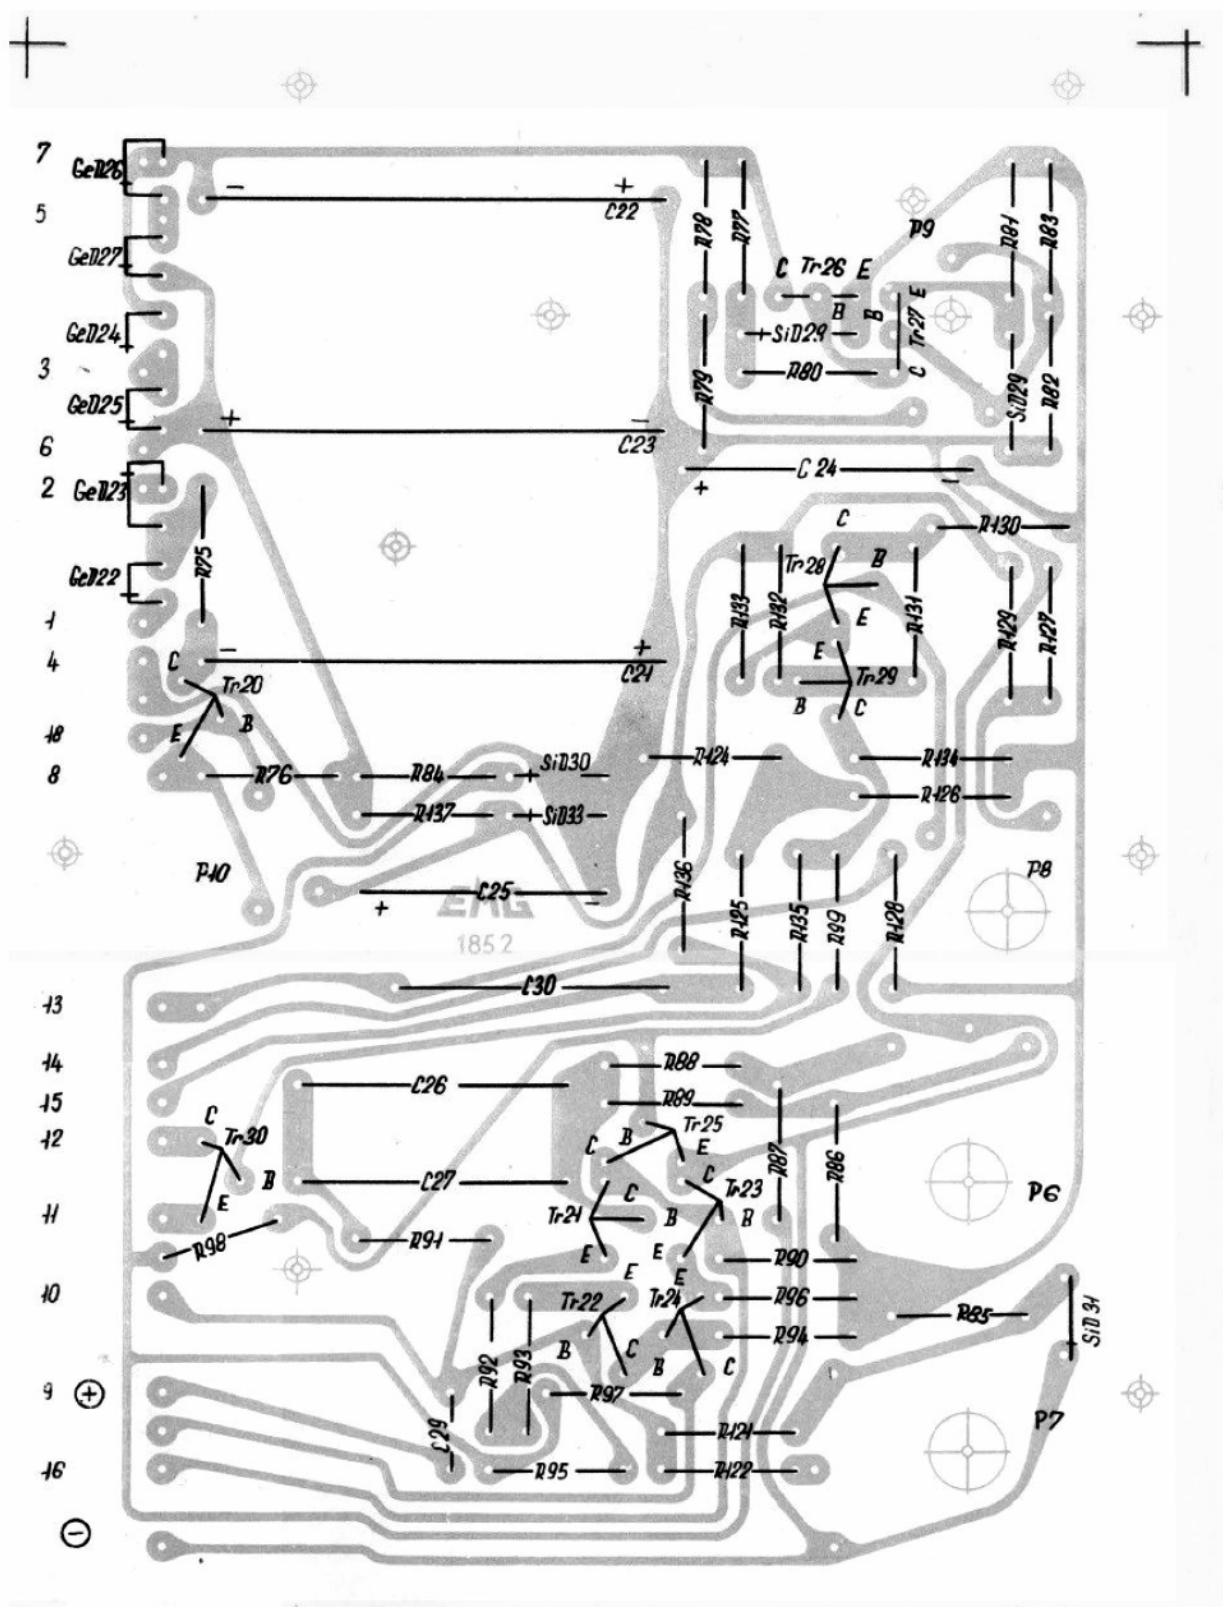 7
GeD26
-
+
C22
5
R78
R77
P9
R81
R83
GeD27
C Tr26 E
B
B
E
Tr27
C
GeD24
+SiD29
3
R79
R80
SiD29
R82
GeD25
+
-
C23
6
C24
+
-
2
GeD23
R75
C
R130
Tr28
B
GeD22
R133
R132
R131
R129
R127
E
1
E
4
-
+
C21
C
Tr20
B
E
Tr29
B
C
18
8
R76
R84
+
SiD30
R124
R134
R137
+
SiD33
R126
P10
P8
C25
+
-
R136
R125
R135
R99
R128
EMG
1852
13
C30
14
R88
C26
15
R89
12
C
Tr30
B
E
B
Tr25
C
E
R87
R86
C27
C
Tr23
B
P6
11
Tr21
B
E
R98
R91
E
R90
10
E
E
R96
Tr22
Tr24
R85
SiD31
B
C
B
C
R94
R92
R93
9
+
R97
C29
R121
P7
16
R95
R122
-